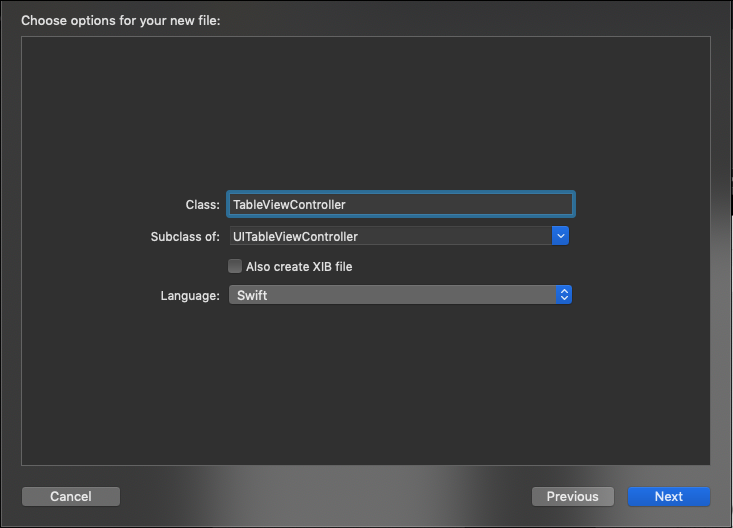 Choose options for your new file:
Class: TableViewController
Subclass of: UITableViewController
Also create XIB file
Language: Swift
Cancel Previous Next